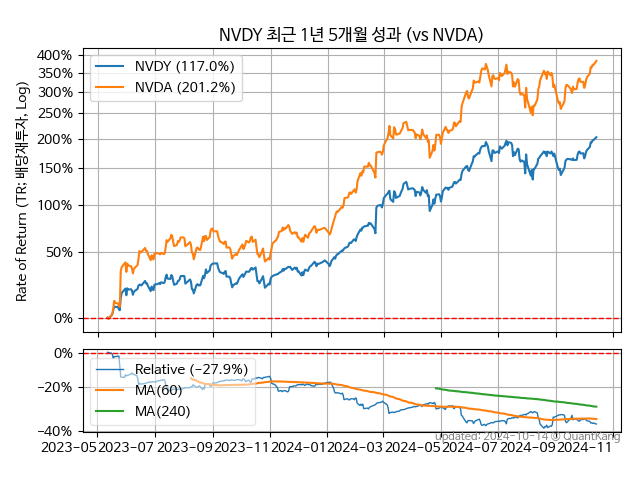 NVDY 최근 1년 5개월 성과 (vs NVDA)
400%
350%
300%
250%
200%
150%
100%
50%
0%
Rate of Return (TR; 배당재투자, Log)
NVDY (117.0%)
NVDA (201.2%)
0%
−20%
−40%
Relative (−27.9%)
MA(60)
MA(240)
2023−05 2023−07 2023−09 2023−11 2024−01 2024−03 2024−05 2024−07 2024−09 2024−11
updated: 2024-10-14 @ QuantKang